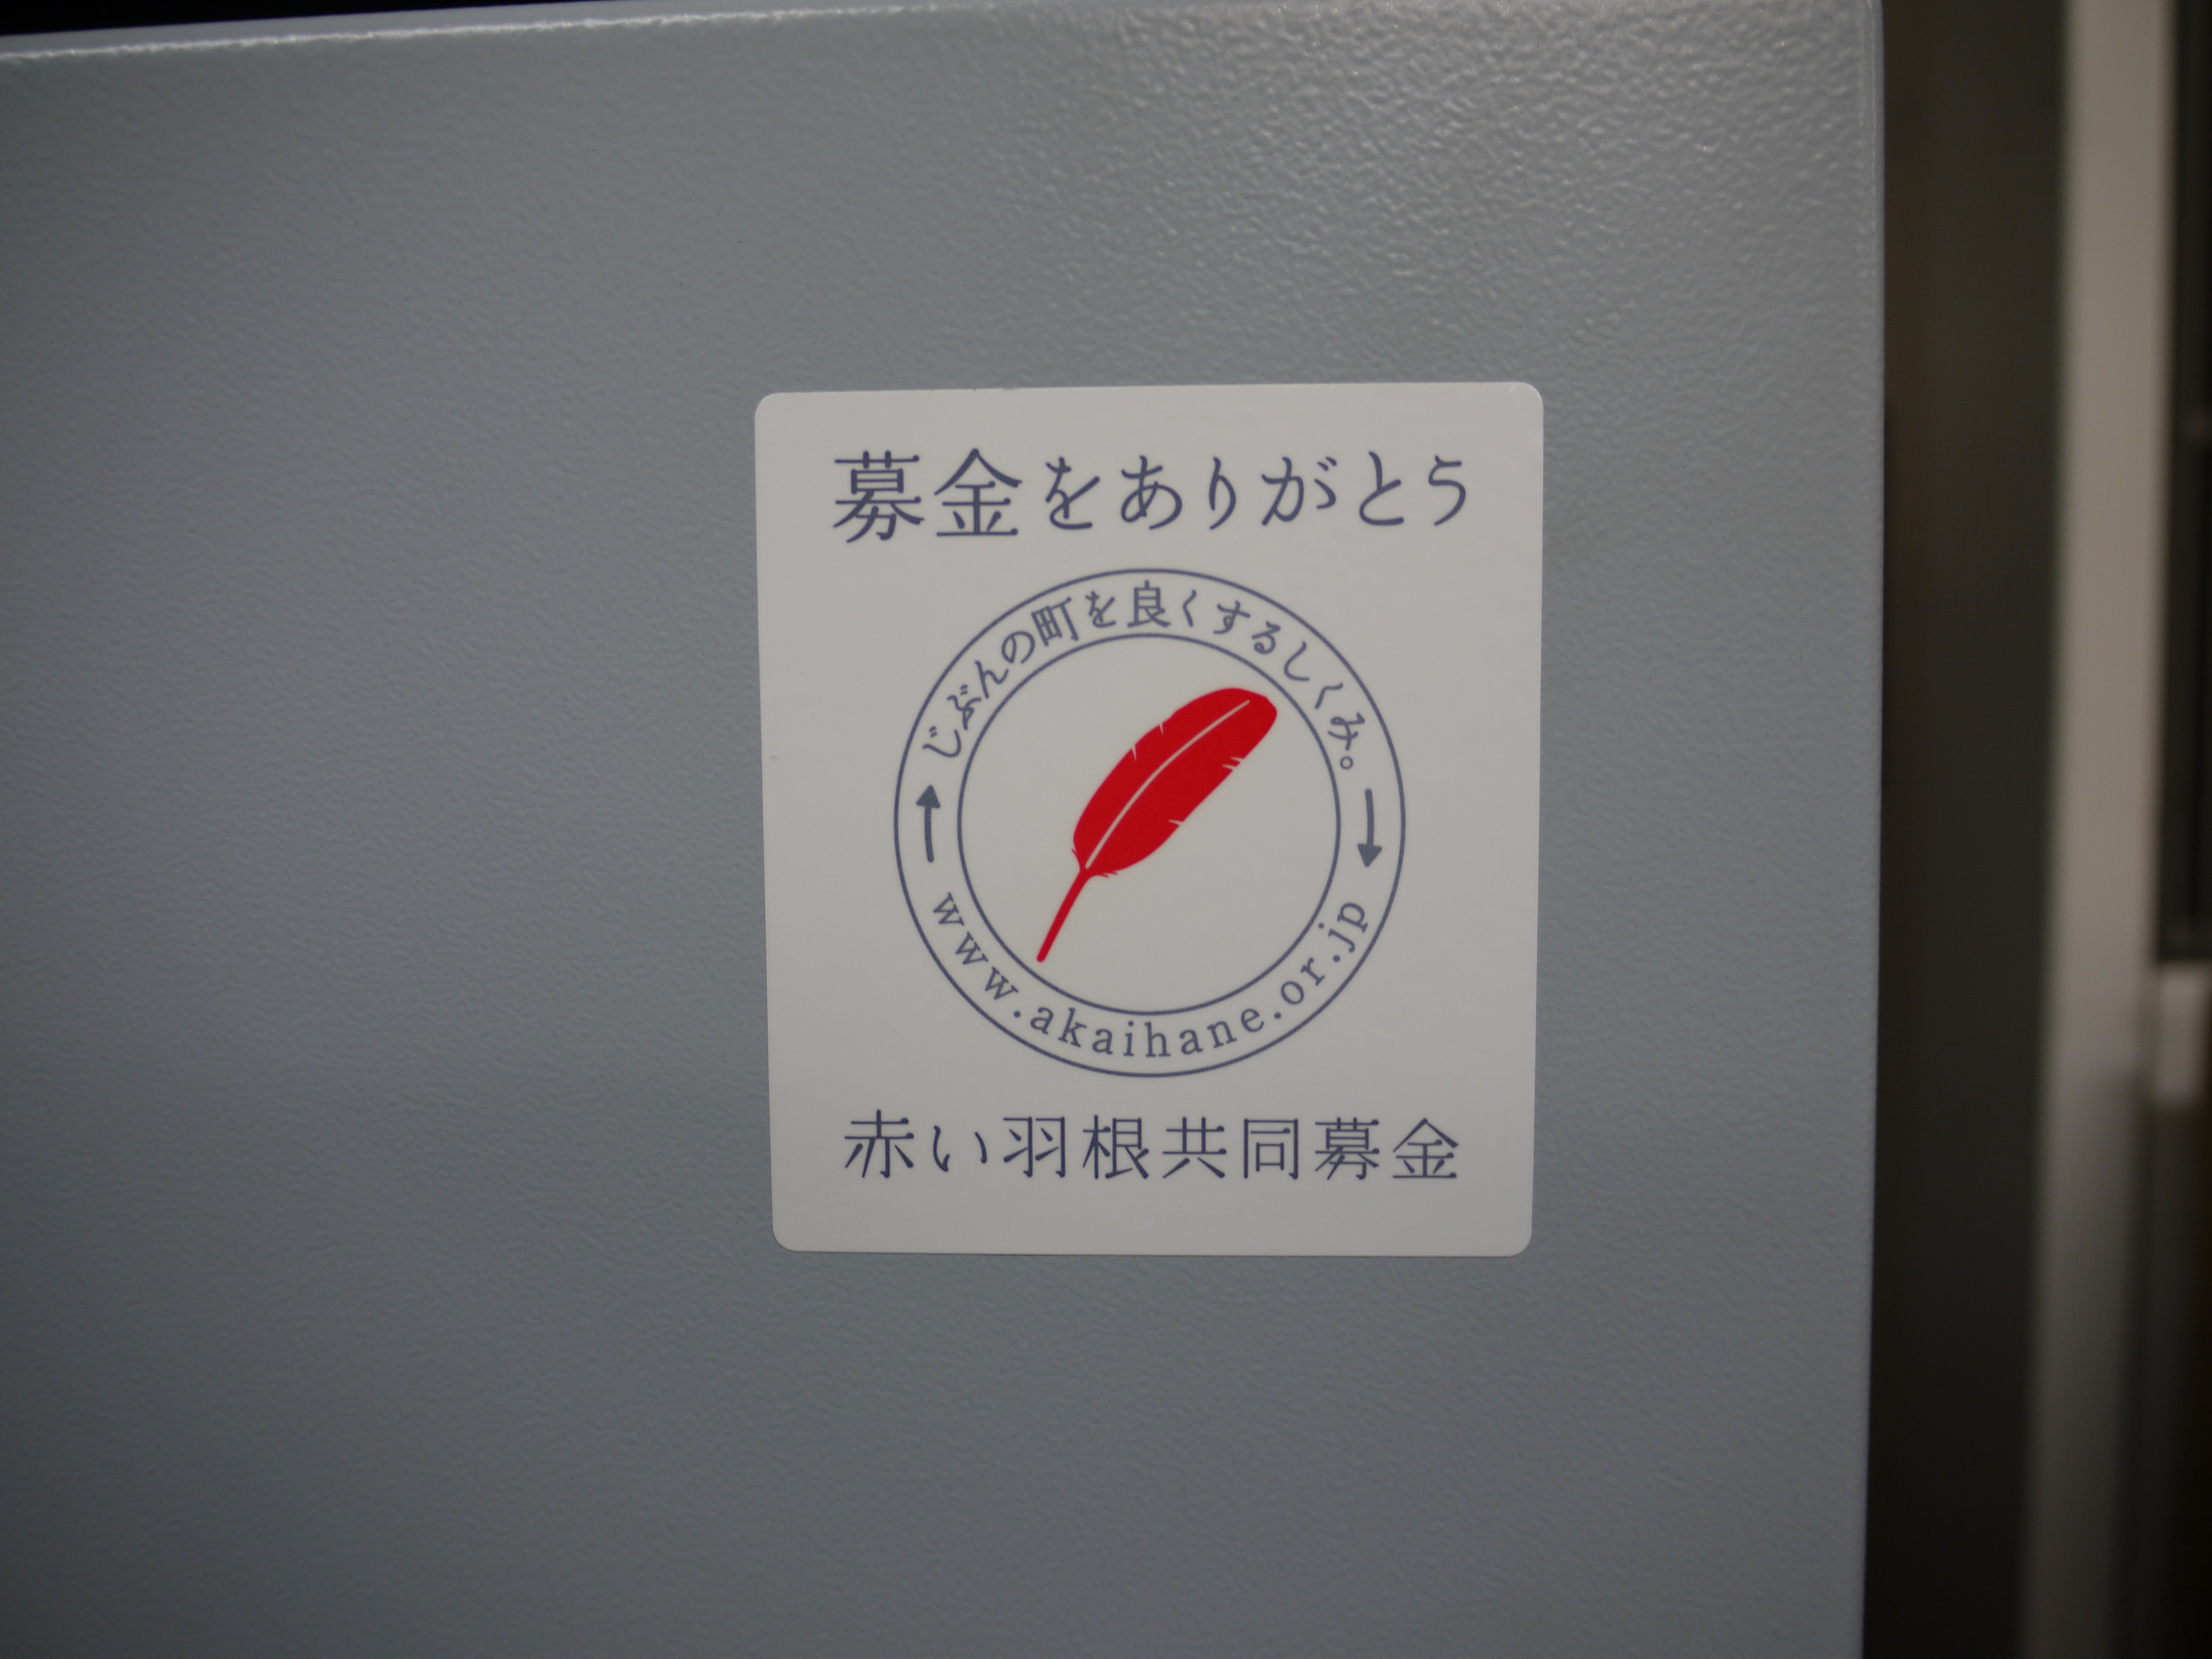 募金をありがとう
じぶんの町を良くするしくみ。
www.akaihane.or.jp
赤い羽根共同募金